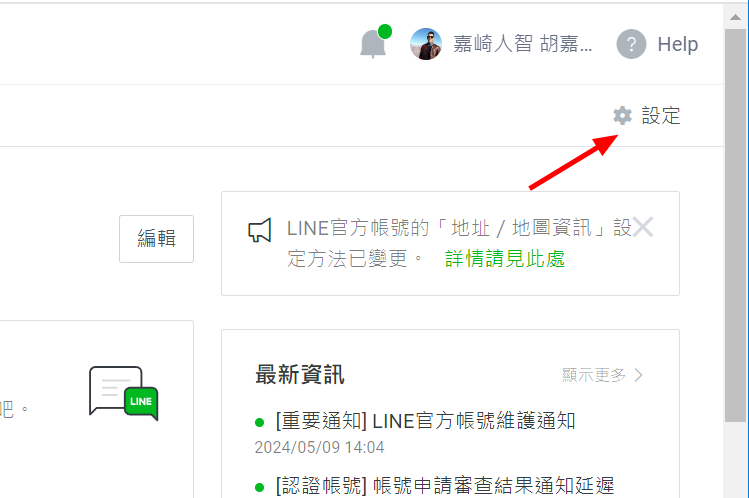 嘉崎人智 胡嘉...
? Help
設定
編輯
LINE官方帳號的「地址／地圖資訊」設
定方法已變更。 詳情請見此處
吧。
LINE
最新資訊
顯示更多
[重要通知] LINE官方帳號維護通知
2024/05/09 14:04
[認證帳號] 帳號申請審查結果通知延遲